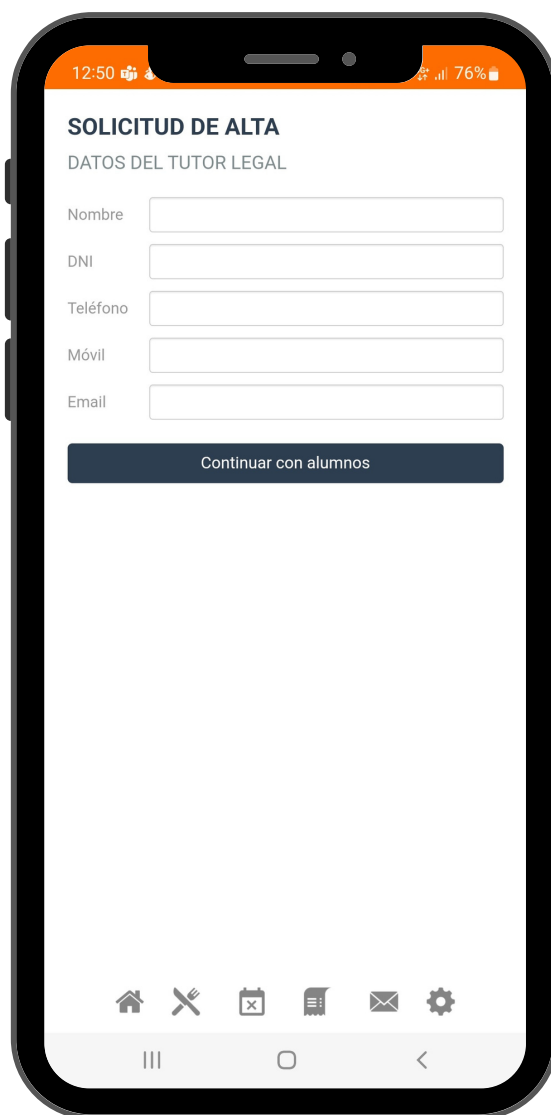 12:50
76%
SOLICITUD DE ALTA
DATOS DEL TUTOR LEGAL
Nombre
DNI
Teléfono
Móvil
Email
Continuar con alumnos